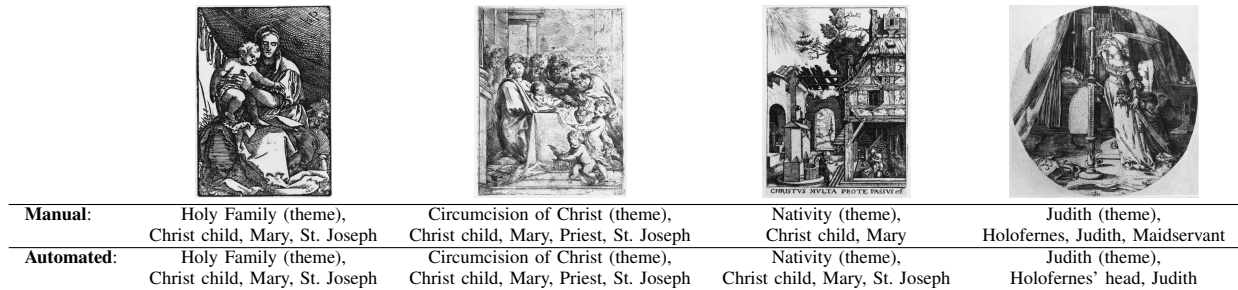 CHRISTVS MVLTA PROTE PASSVS est
Manual: Holy Family (theme), Circumcision of Christ (theme), Nativity (theme), Judith (theme),
Christ child, Mary, St. Joseph Christ child, Mary, Priest, St. Joseph Christ child, Mary Holofernes, Judith, Maidservant
Automated: Holy Family (theme), Circumcision of Christ (theme), Nativity (theme), Judith (theme),
Christ child, Mary, St. Joseph Christ child, Mary, Priest, St. Joseph Christ child, Mary, St. Joseph Holofernes' head, Judith